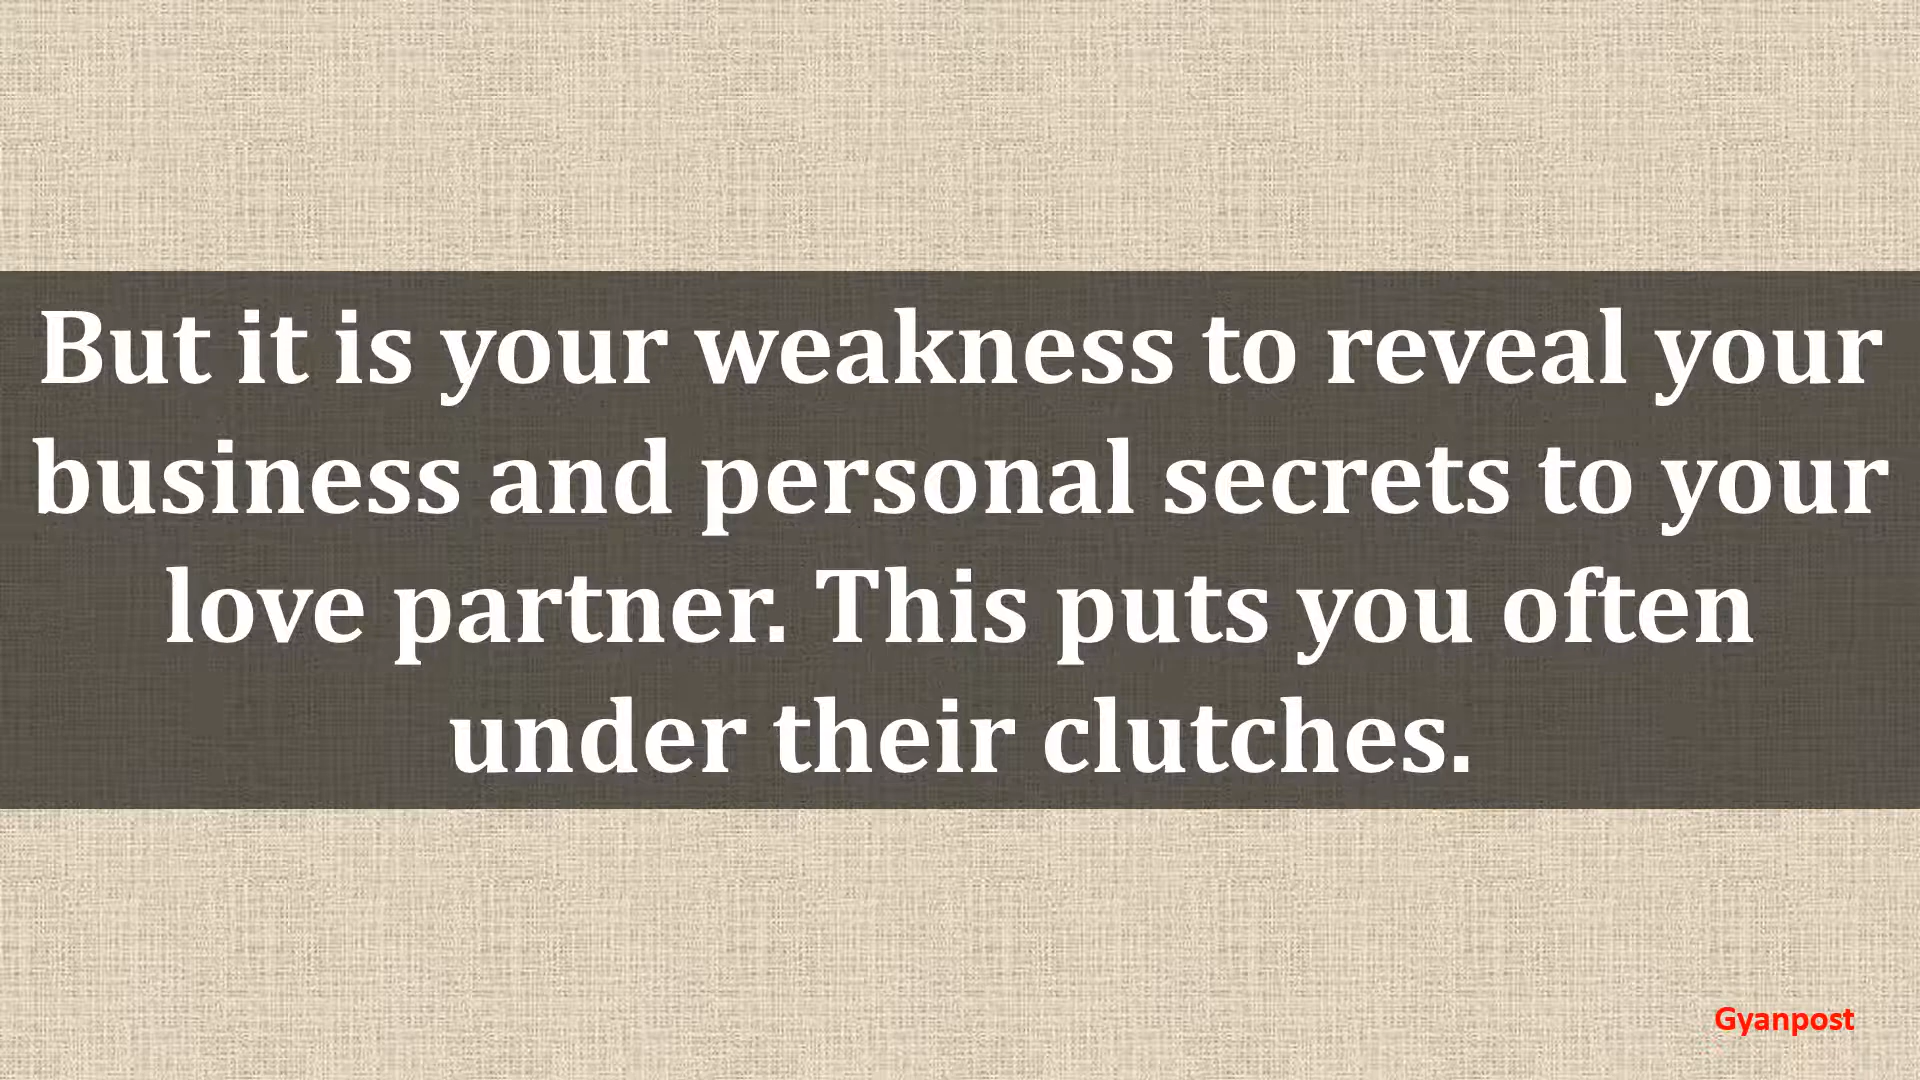 But it is your weakness to reveal your
business and personal secrets to your
love partner. This puts you often
under their clutches.
Gyanpost